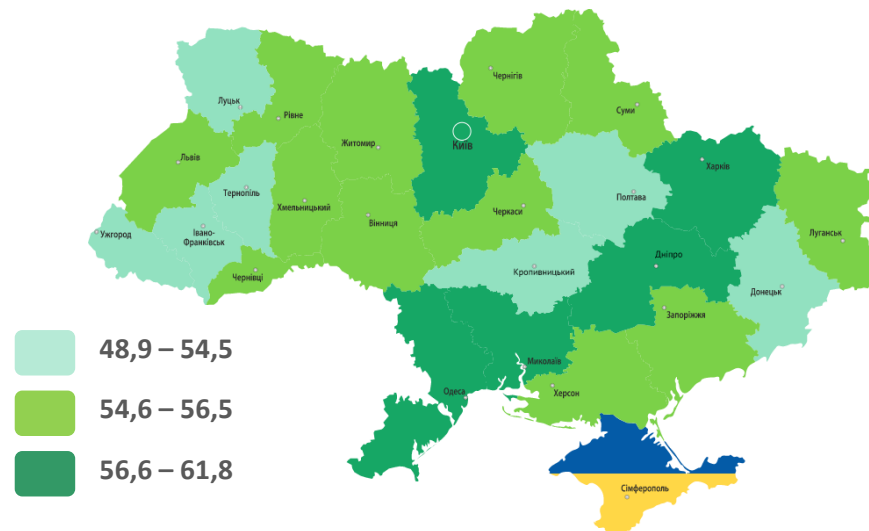 Чернігів
Луцьк
Суми
Рівне
Київ
Житомир
Львів
Харків
Тернопіль
Полтава
Хмельницький
Черкаси
Вінниця
Ужгород
Івано-
Франківськ
Луганськ
Дніпро
Чернівці
Кропивницький
Донецьк
Запоріжжя
48,9 – 54,5
Миколаїв
Одеса
Херсон
54,6 – 56,5
56,6 – 61,8
Сімферополь